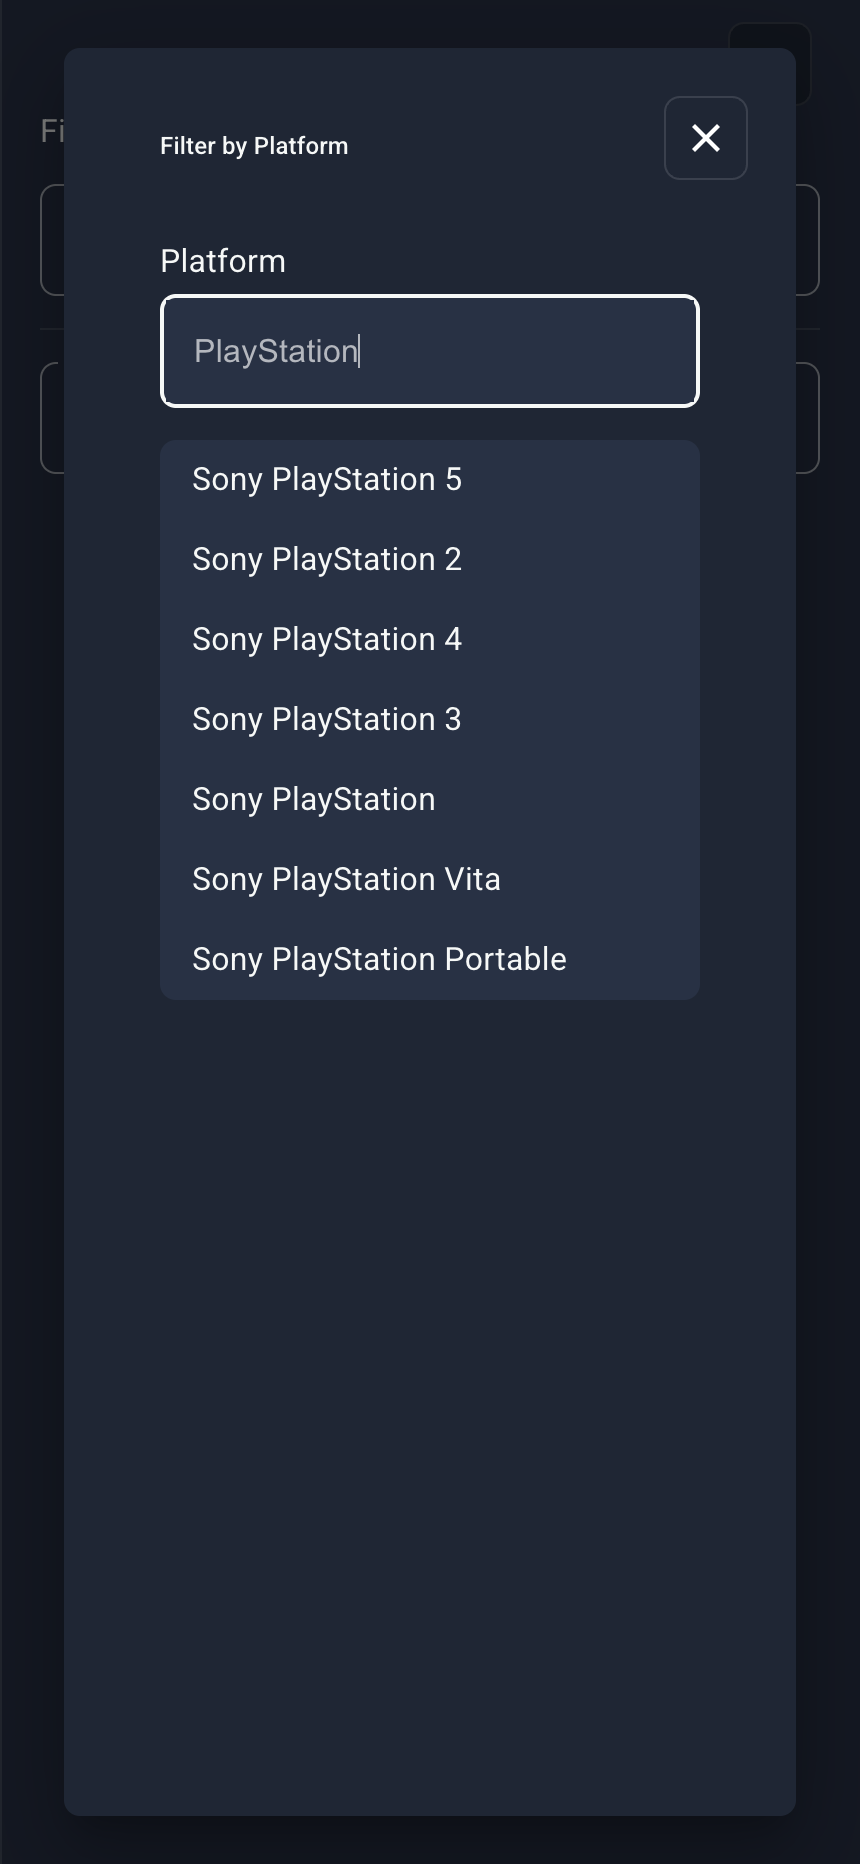 Fi
Filter by Platform
Platform
PlayStation
Sony PlayStation 5
Sony PlayStation 2
Sony PlayStation 4
Sony PlayStation 3
Sony PlayStation
Sony PlayStation Vita
Sony PlayStation Portable